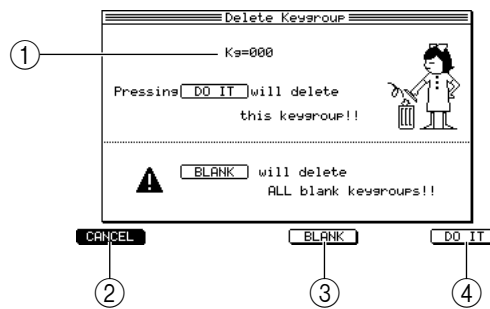 Delete Keygroup
① Kg=000
Pressing DO IT will delete
this keygroup!!
BLANK will delete
ALL blank keygroups!!
CANCEL BLANK DO IT
② ③ ④